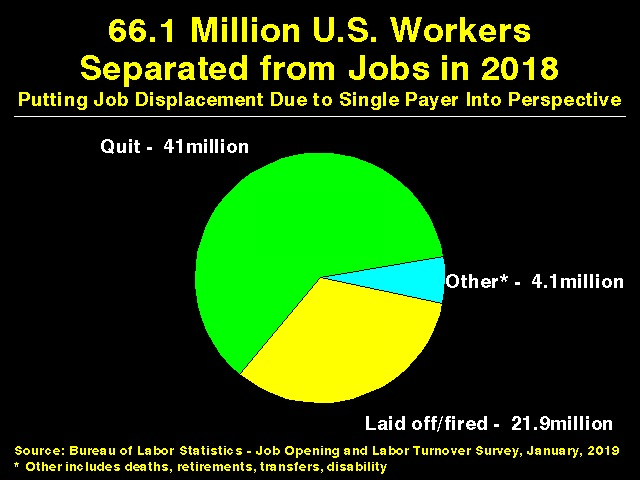 66.1 Million U.S. Workers
Separated from Jobs in 2018
Putting Job Displacement Due to Single Payer Into Perspective
Quit - 41million
Other* - 4.1million
Laid off/fired - 21.9million
Source: Bureau of Labor Statistics - Job Opening and Labor Turnover Survey, January, 2019
* Other includes deaths, retirements, transfers, disability